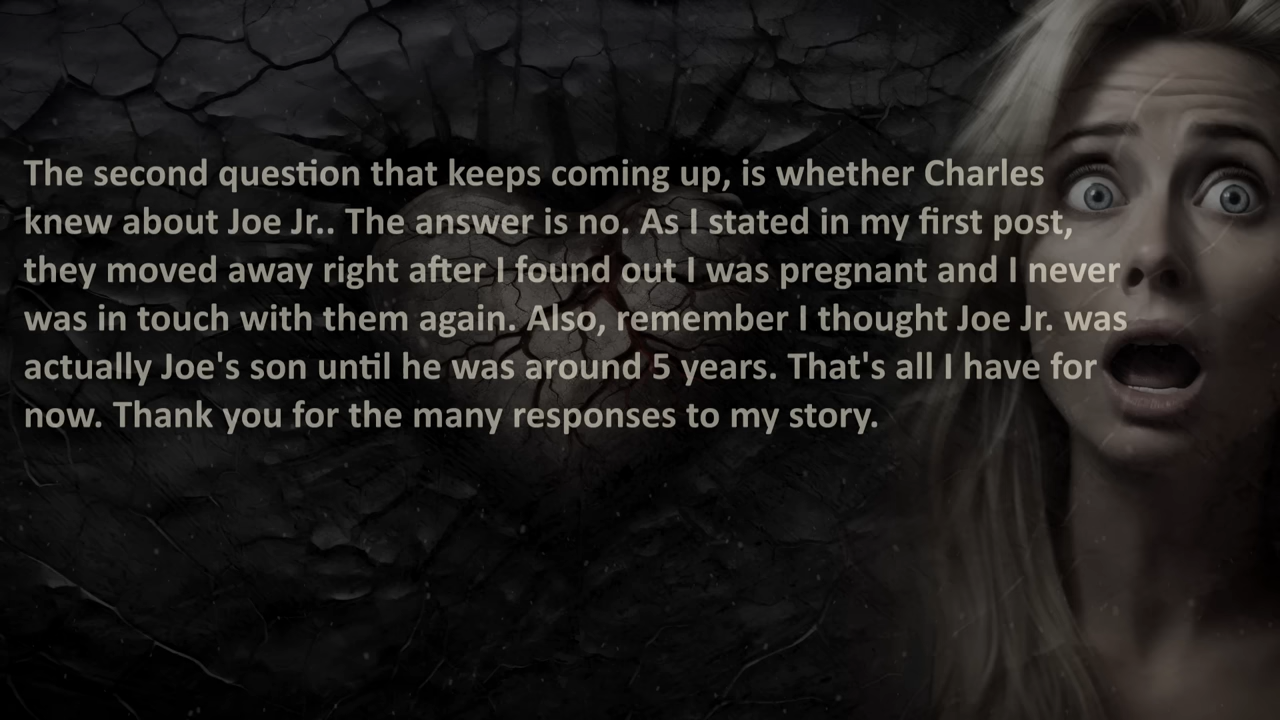 The second question that keeps coming up, is whether Charles
knew about Joe Jr.. The answer is no. As I stated in my first post,
they moved away right after I found out I was pregnant and I never
was in touch with them again. Also, remember I thought Joe Jr. was
actually Joe's son until he was around 5 years. That's all I have for
now. Thank you for the many responses to my story.